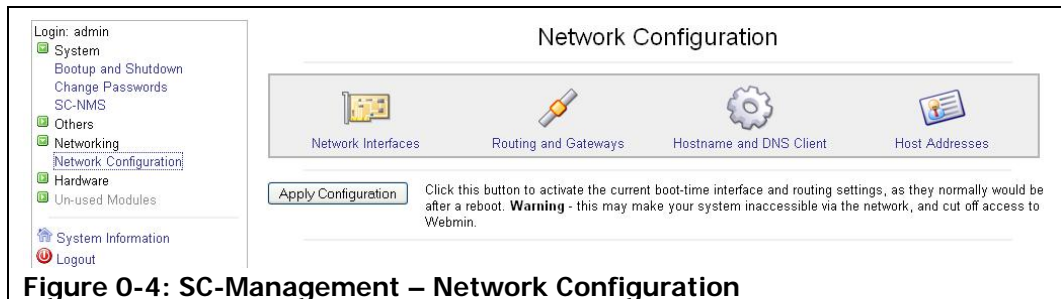 Login: admin
System
Bootup and Shutdown
Change Passwords
SC-NMS
Others
Networking
Network Configuration
Hardware
Un-used Modules
System Information
Logout
Network Configuration
Network Interfaces
Routing and Gateways
Hostname and DNS Client
Host Addresses
Apply Configuration
Click this button to activate the current boot-time interface and routing settings, as they normally would be
after a reboot. Warning - this may make your system inaccessible via the network, and cut off access to
Webmin.
Figure 0-4: SC-Management – Network Configuration